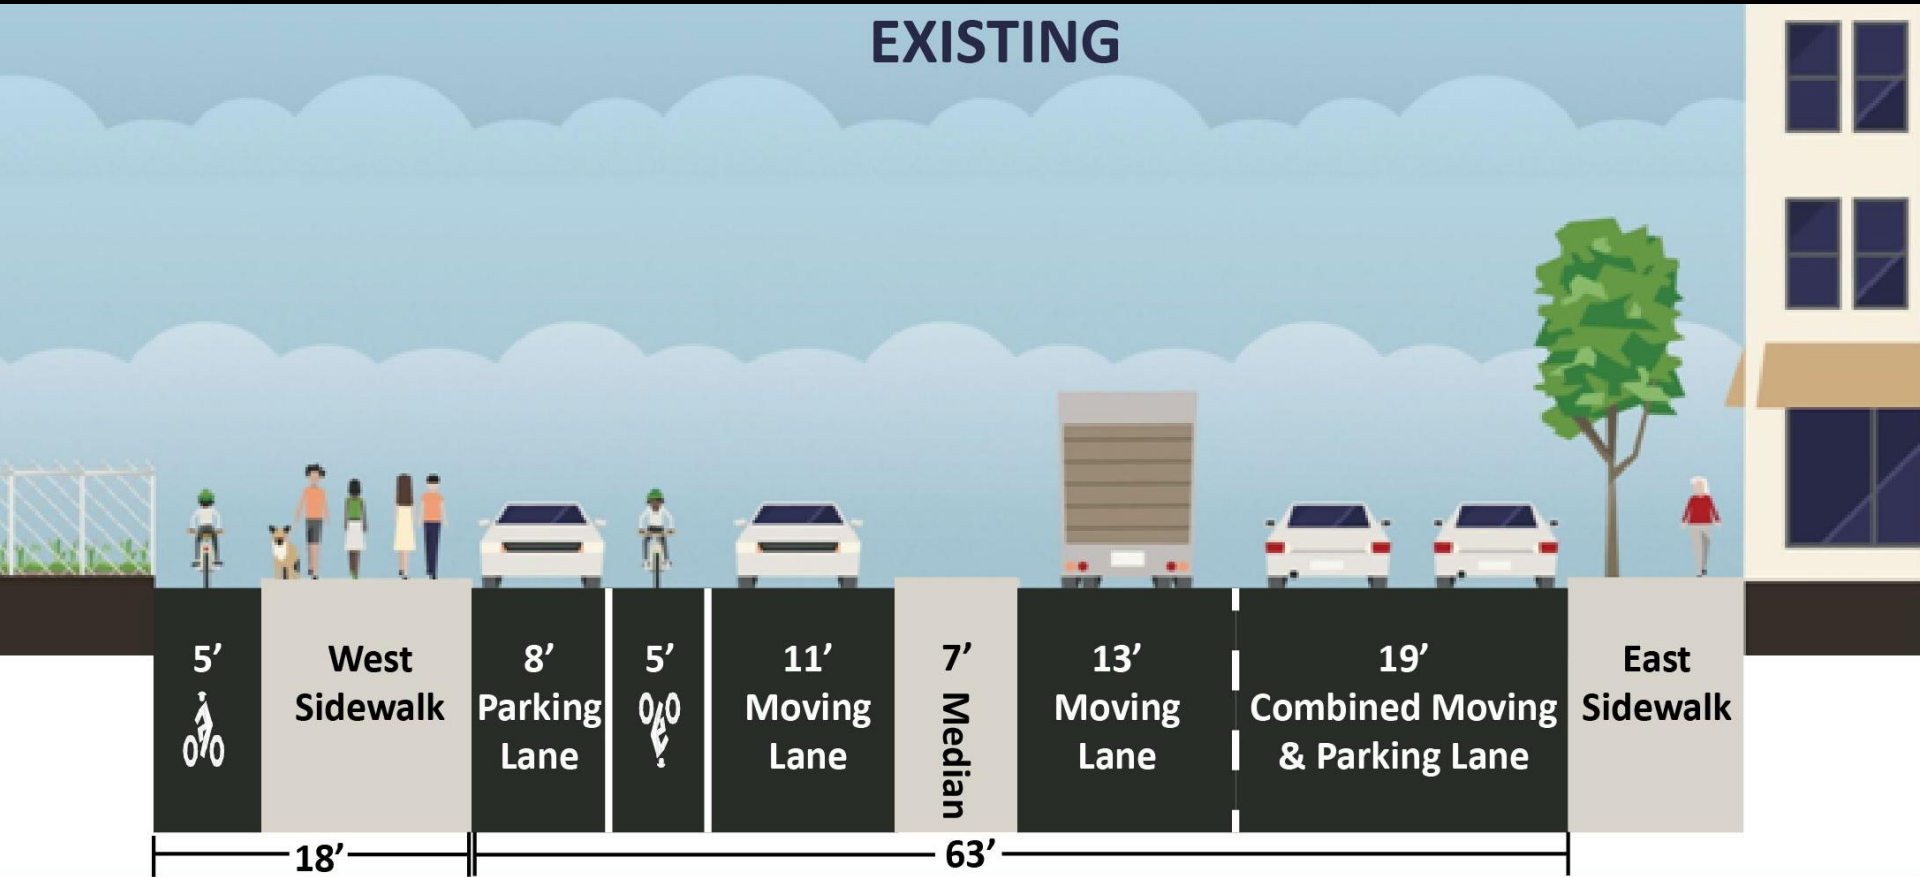 EXISTING
5’
West
Sidewalk
8’
Parking
Lane
5’
11’
Moving
Lane
7’
Median
13’
Moving
Lane
19’
Combined Moving
& Parking Lane
East
Sidewalk
18’
63’